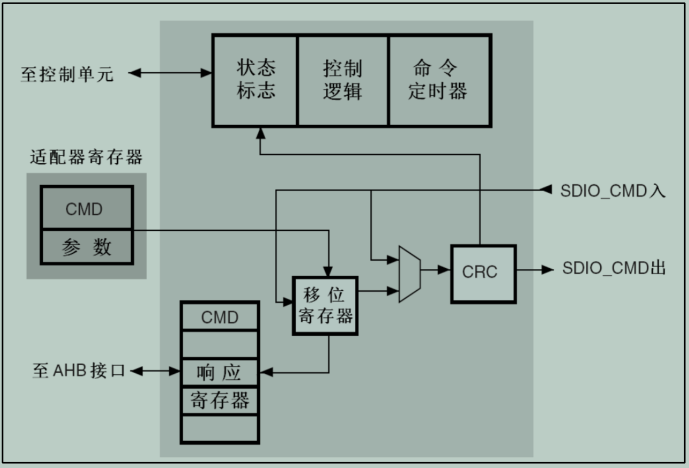 状态
标志
控制
逻辑
命令
定时器
至控制单元
适配器寄存器
CMD
参数
SDIO_CMD入
SDIO_CMD出
CRC
移位
寄存器
CMD
响应
寄存器
至AHB接口